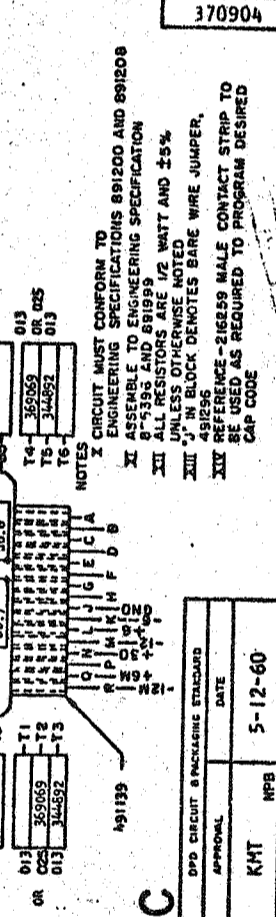 370904
013
T4- 369069 OR 025
T5- 344892 013
T6-
NOTES
X CIRCUIT MUST CONFORM TO
ENGINEERING SPECIFICATIONS 891200 AND 891208
XI ASSEMBLE TO ENGINEERING SPECIFICATION
8-5396 AND 891999
XII ALL RESISTORS ARE 1/2 WATT AND ±5%
UNLESS OTHERWISE NOTED
XIII "J" IN BLOCK DENOTES BARE WIRE JUMPER,
491296
XIV REFERENCE-216259 MALE CONTACT STRIP TO
BE USED AS REQUIRED TO PROGRAM DESIRED
CAP CODE
013 -T1
OR 025 369069 -T2
013 344892 -T3
R Q P N M L K J H G F E D C B A
491139
C
DPD CIRCUIT & PACKAGING STANDARD
APPROVAL DATE
KMT 5-12-60
MPB